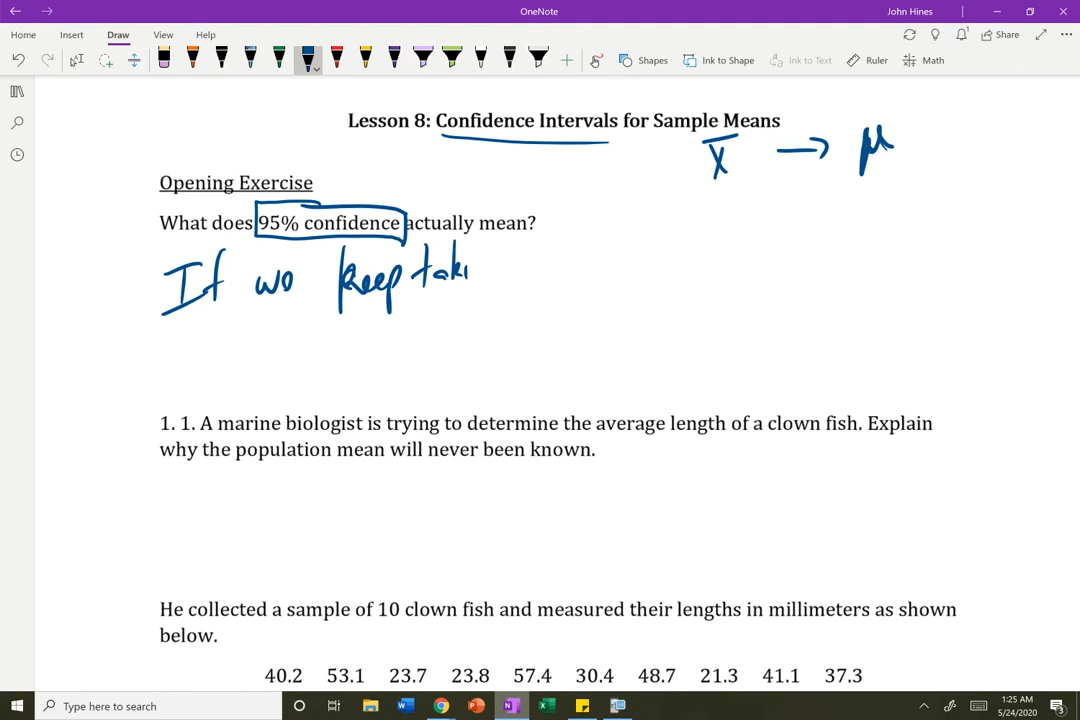 OneNote
John Hines
Home Insert Draw View Help
Share
Shapes Ink to Shape Ink to Text Ruler Math
Lesson 8: Confidence Intervals for Sample Means
X̅ → μ
Opening Exercise
What does 95% confidence actually mean?
If we keep taki
1. 1. A marine biologist is trying to determine the average length of a clown fish. Explain
why the population mean will never been known.
He collected a sample of 10 clown fish and measured their lengths in millimeters as shown
below.
40.2 53.1 23.7 23.8 57.4 30.4 48.7 21.3 41.1 37.3
Type here to search
1:25 AM
5/24/2020
3